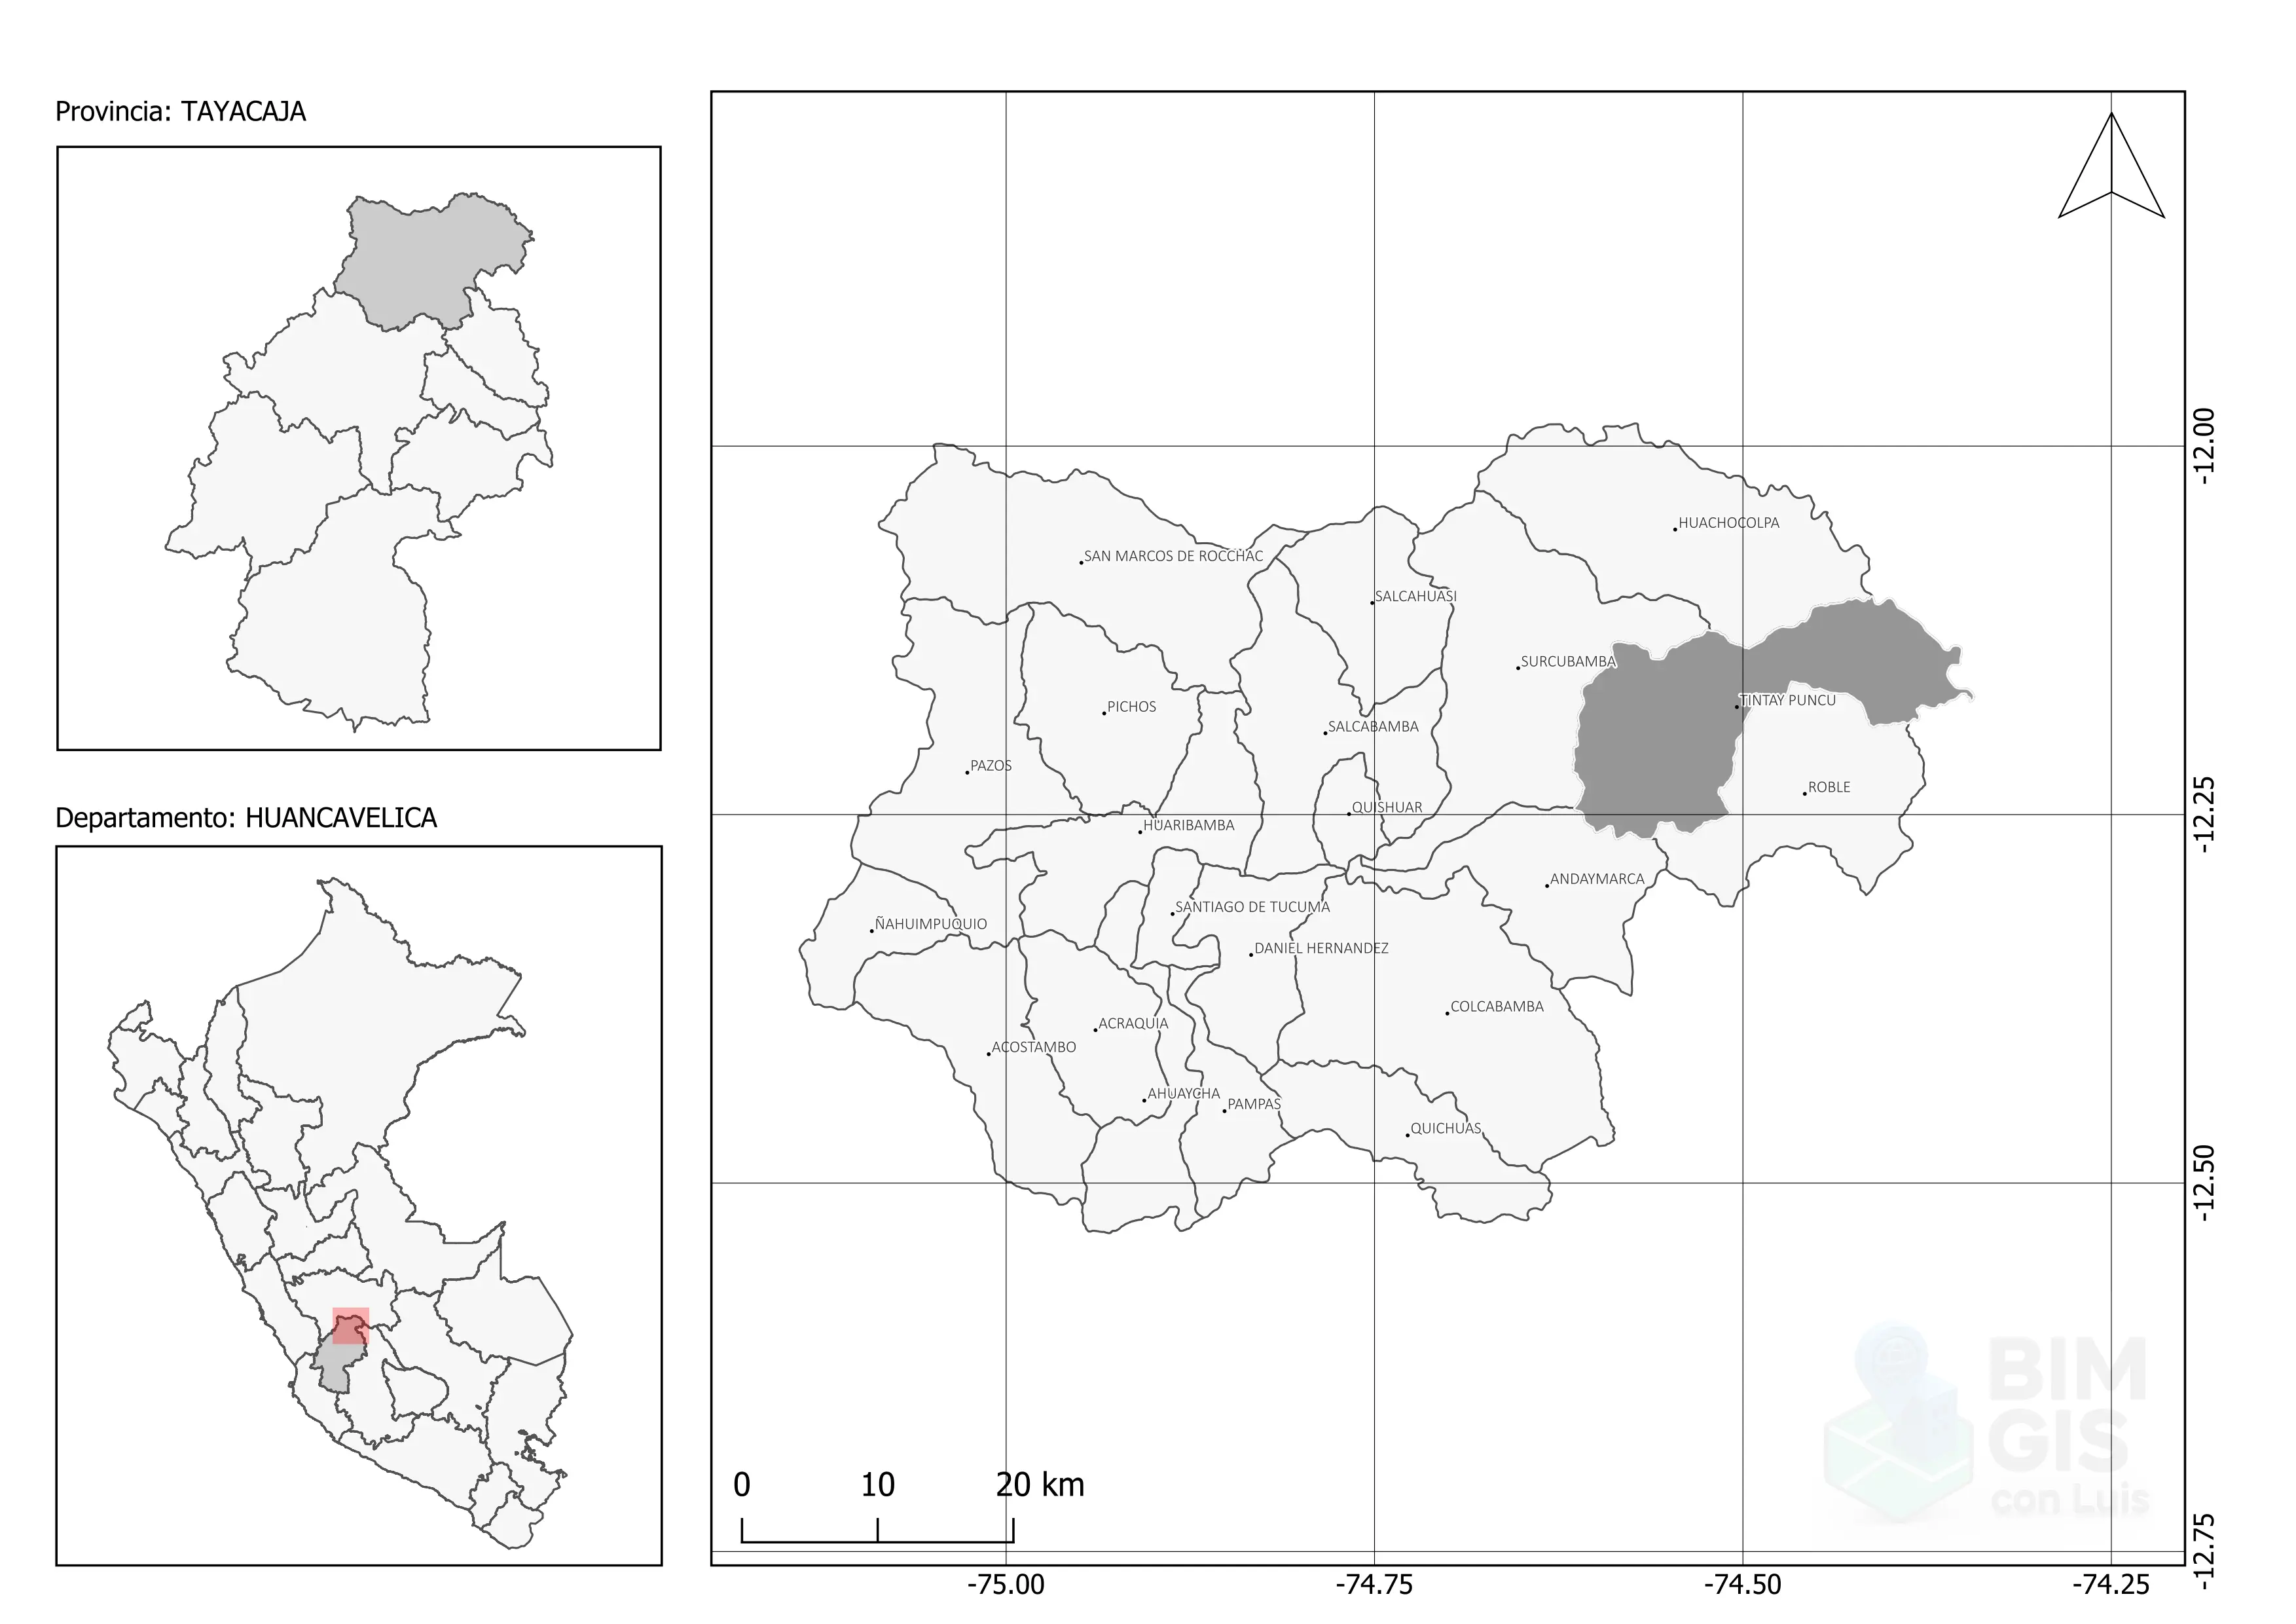 Provincia: TAYACAJA
Departamento: HUANCAVELICA
HUACHOCOLPA
SAN MARCOS DE ROCCHAC
SALCAHUASI
SURCUBAMBA
TINTAY PUNCU
PICHOS
SALCABAMBA
PAZOS
ROBLE
QUISHUAR
HUARIBAMBA
ANDAYMARCA
SANTIAGO DE TUCUMA
ÑAHUIMPUQUIO
DANIEL HERNANDEZ
COLCABAMBA
ACRAQUIA
ACOSTAMBO
AHUAYCHA
PAMPAS
QUICHUAS
-12.00
-12.25
-12.50
-12.75
BIM
GIS
con Luis
0 10 20 km
-75.00 -74.75 -74.50 -74.25